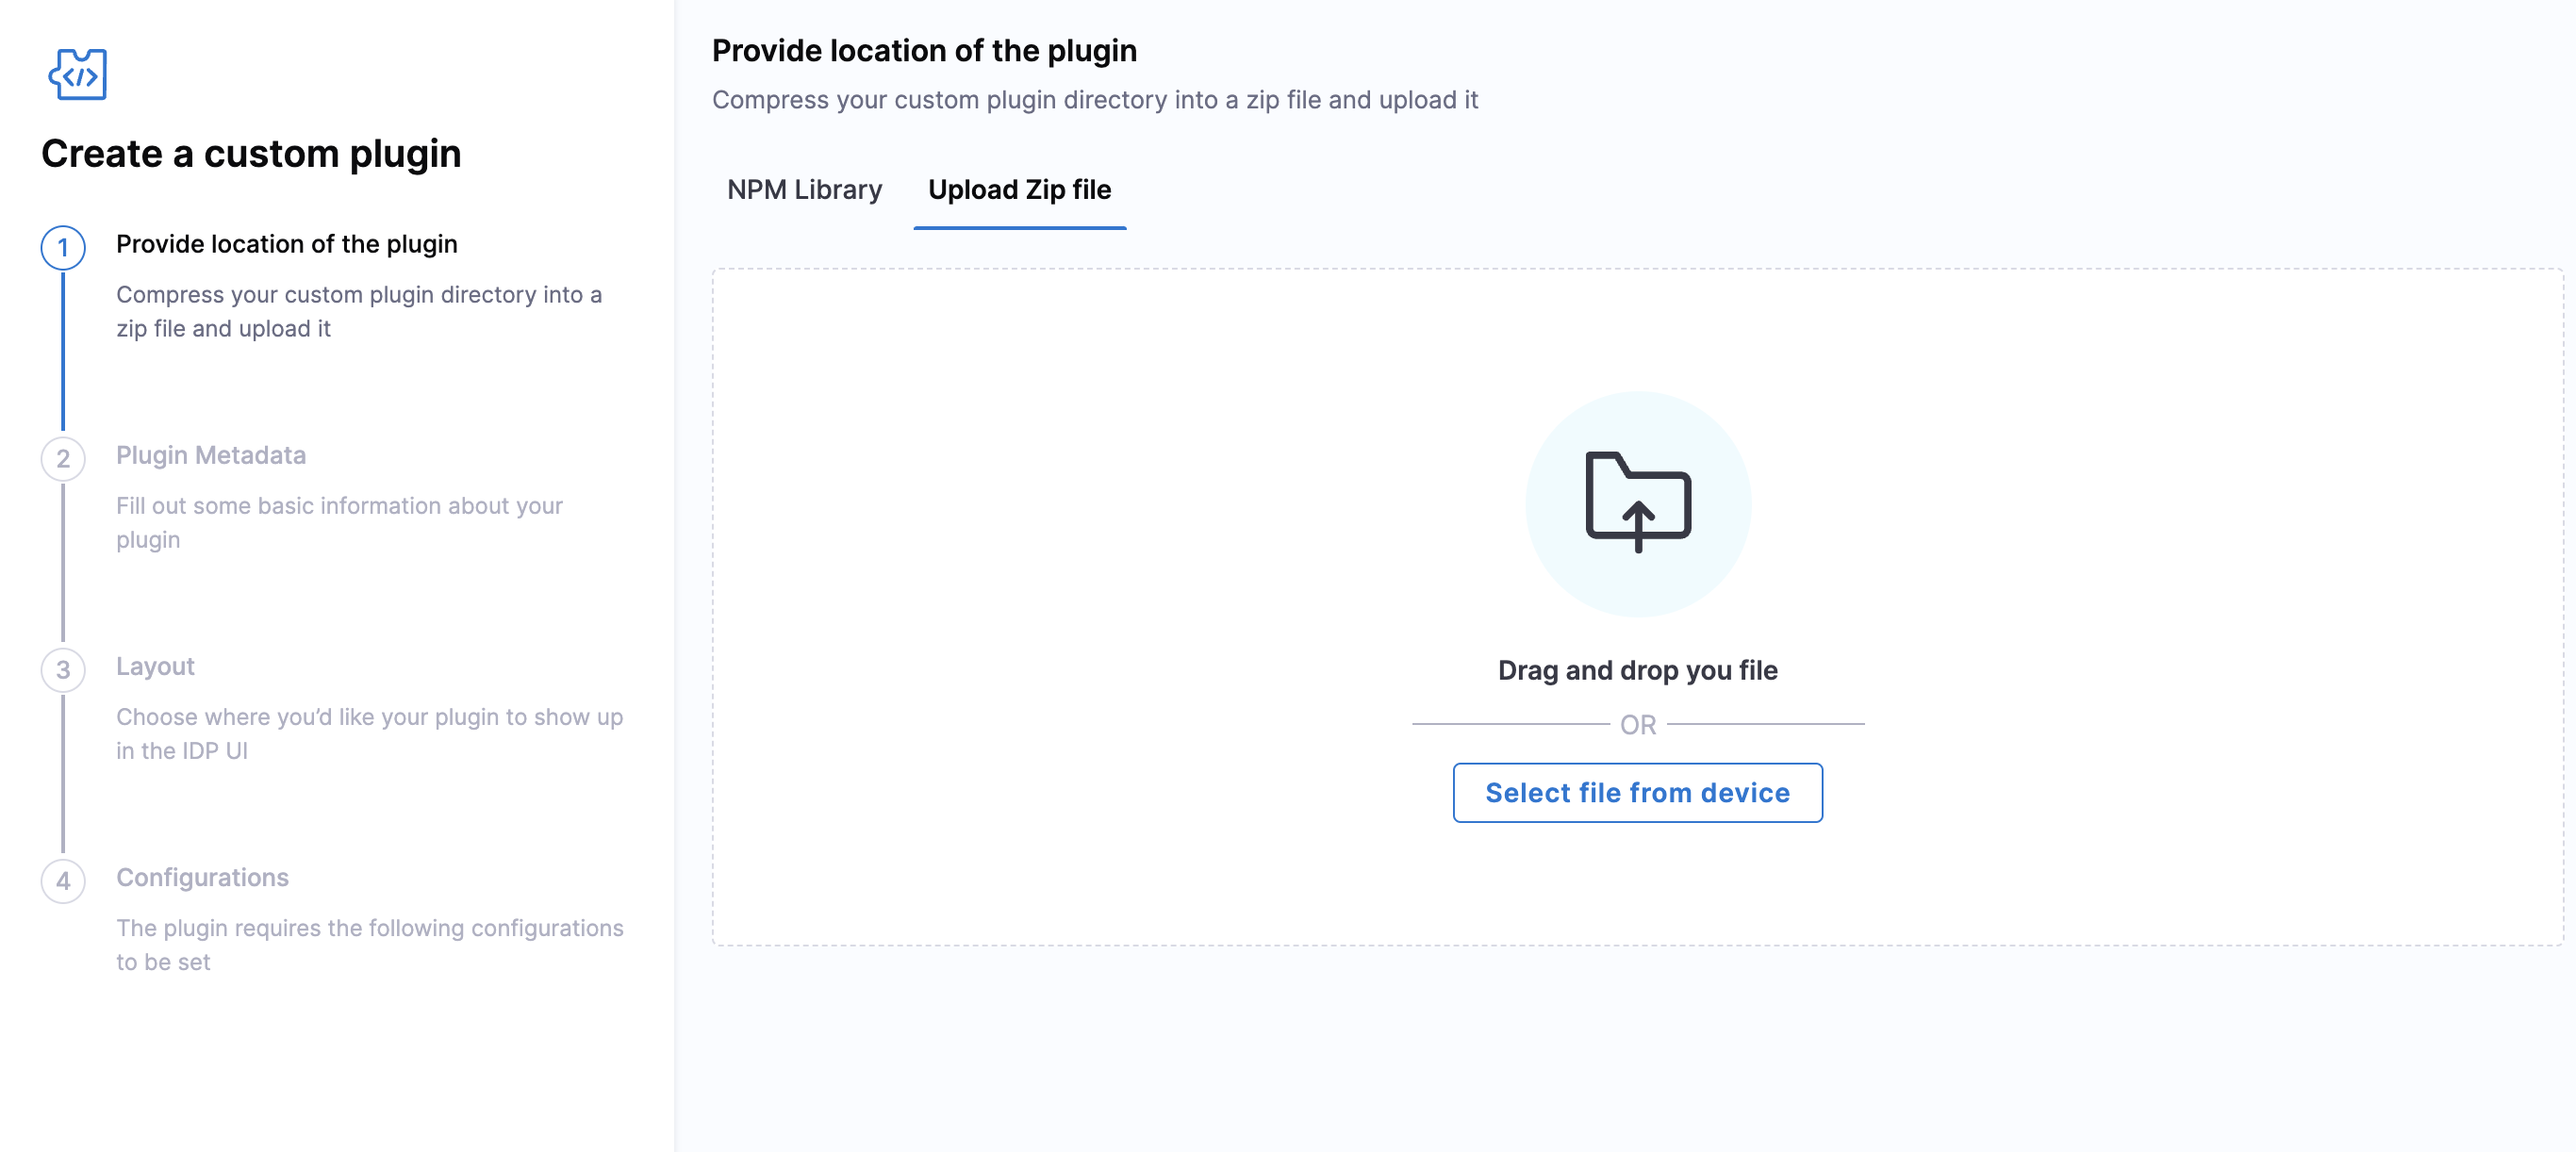 Create a custom plugin
1
Provide location of the plugin
Compress your custom plugin directory into a
zip file and upload it
2
Plugin Metadata
Fill out some basic information about your
plugin
3
Layout
Choose where you’d like your plugin to show up
in the IDP UI
4
Configurations
The plugin requires the following configurations
to be set
Provide location of the plugin
Compress your custom plugin directory into a zip file and upload it
NPM Library
Upload Zip file
Drag and drop you file
OR
Select file from device